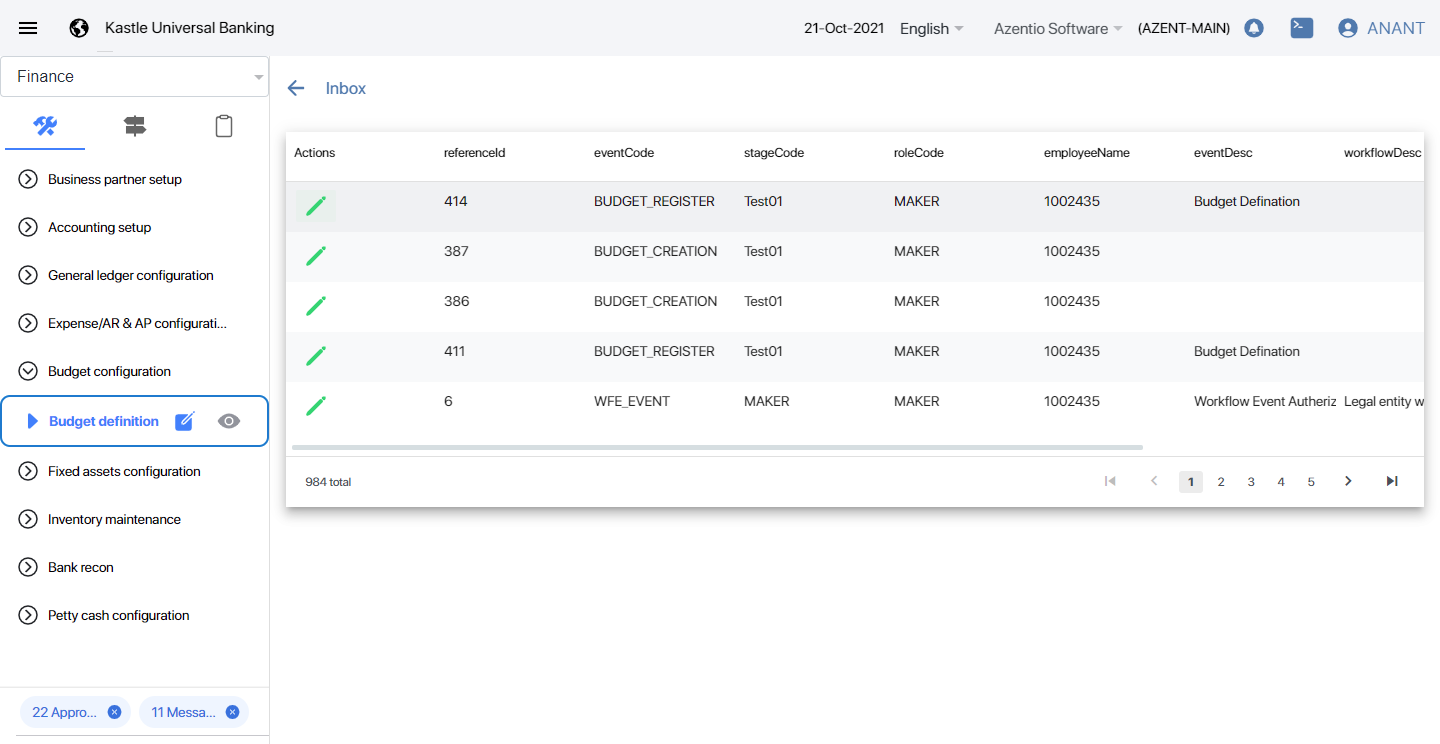 Kastle Universal Banking
21-Oct-2021
English
Azentio Software
(AZENT-MAIN)
ANANT
Finance
Business partner setup
Accounting setup
General ledger configuration
Expense/AR & AP configurati...
Budget configuration
Budget definition
Fixed assets configuration
Inventory maintenance
Bank recon
Petty cash configuration
22 Appro...
11 Messa...
Inbox
Actions referenceId eventCode stageCode roleCode employeeName eventDesc workflowDesc
414 BUDGET_REGISTER Test01 MAKER 1002435 Budget Defination
387 BUDGET_CREATION Test01 MAKER 1002435
386 BUDGET_CREATION Test01 MAKER 1002435
411 BUDGET_REGISTER Test01 MAKER 1002435 Budget Defination
6 WFE_EVENT MAKER MAKER 1002435 Workflow Event Autheriz Legal entity w
984 total
1 2 3 4 5